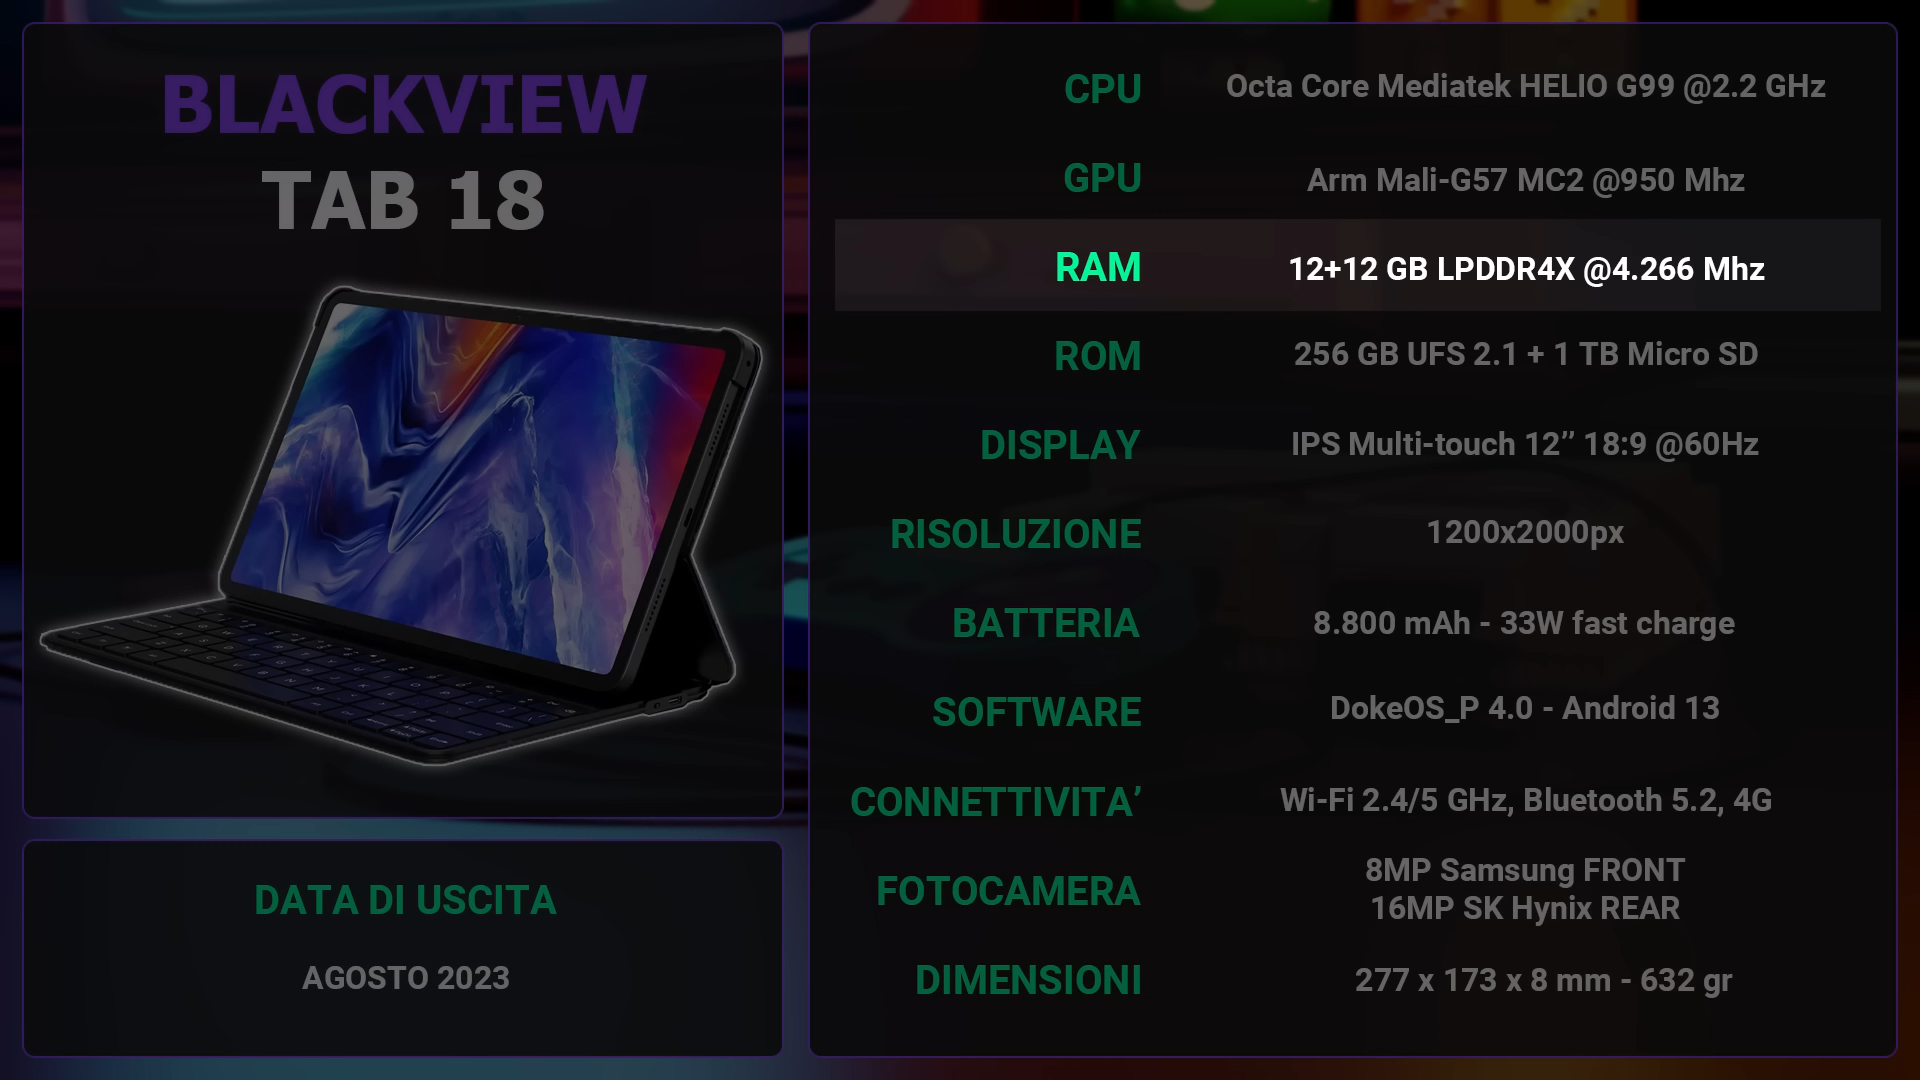 BLACKVIEW
TAB 18
DATA DI USCITA
AGOSTO 2023
CPU Octa Core Mediatek HELIO G99 @2.2 GHz
GPU Arm Mali-G57 MC2 @950 Mhz
RAM 12+12 GB LPDDR4X @4.266 Mhz
ROM 256 GB UFS 2.1 + 1 TB Micro SD
DISPLAY IPS Multi-touch 12’’ 18:9 @60Hz
RISOLUZIONE 1200x2000px
BATTERIA 8.800 mAh - 33W fast charge
SOFTWARE DokeOS_P 4.0 - Android 13
CONNETTIVITA’ Wi-Fi 2.4/5 GHz, Bluetooth 5.2, 4G
FOTOCAMERA 8MP Samsung FRONT
16MP SK Hynix REAR
DIMENSIONI 277 x 173 x 8 mm - 632 gr